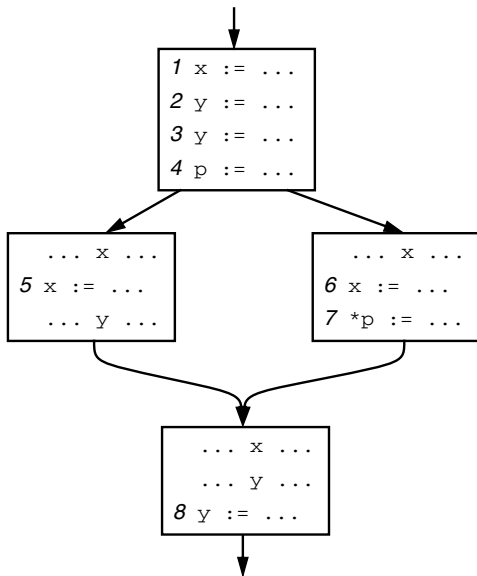 1 x := ...
2 y := ...
3 y := ...
4 p := ...
... x ...
5 x := ...
... y ...
... x ...
6 x := ...
7 *p := ...
... x ...
... y ...
8 y := ...